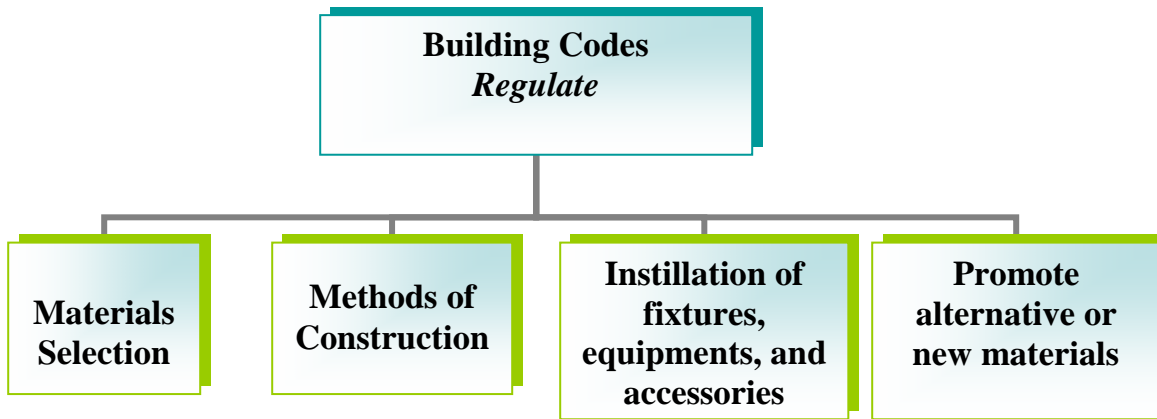 Building Codes
Regulate
Materials
Selection
Methods of
Construction
Instillation of
fixtures,
equipments, and
accessories
Promote
alternative or
new materials